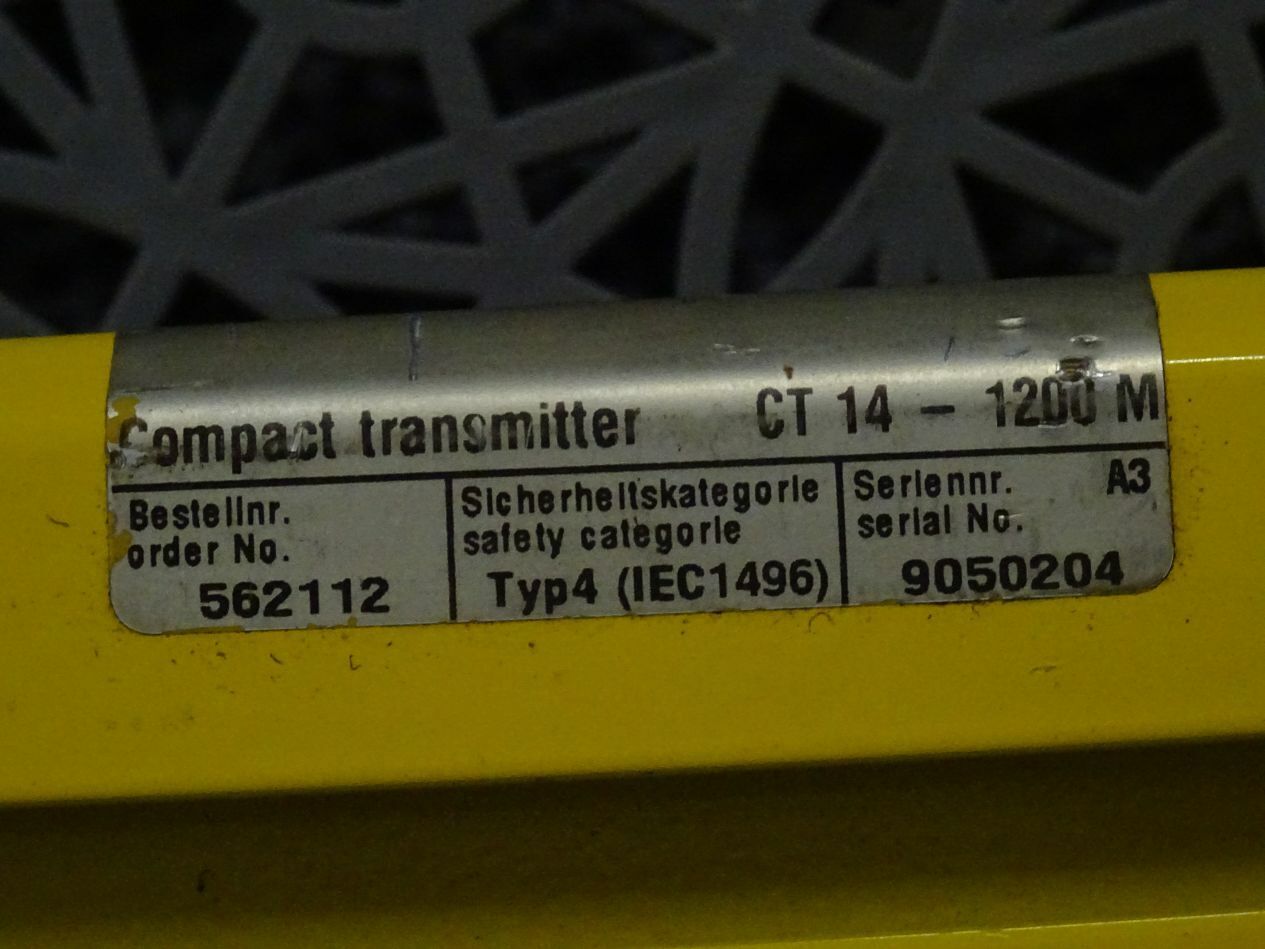 Compact transmitter CT 14 - 1200 M
Bestellnr.
order No.
562112
Sicherheitskategorie
safety categorie
Typ4 (IEC1496)
Seriennr. A3
serial No.
9050204